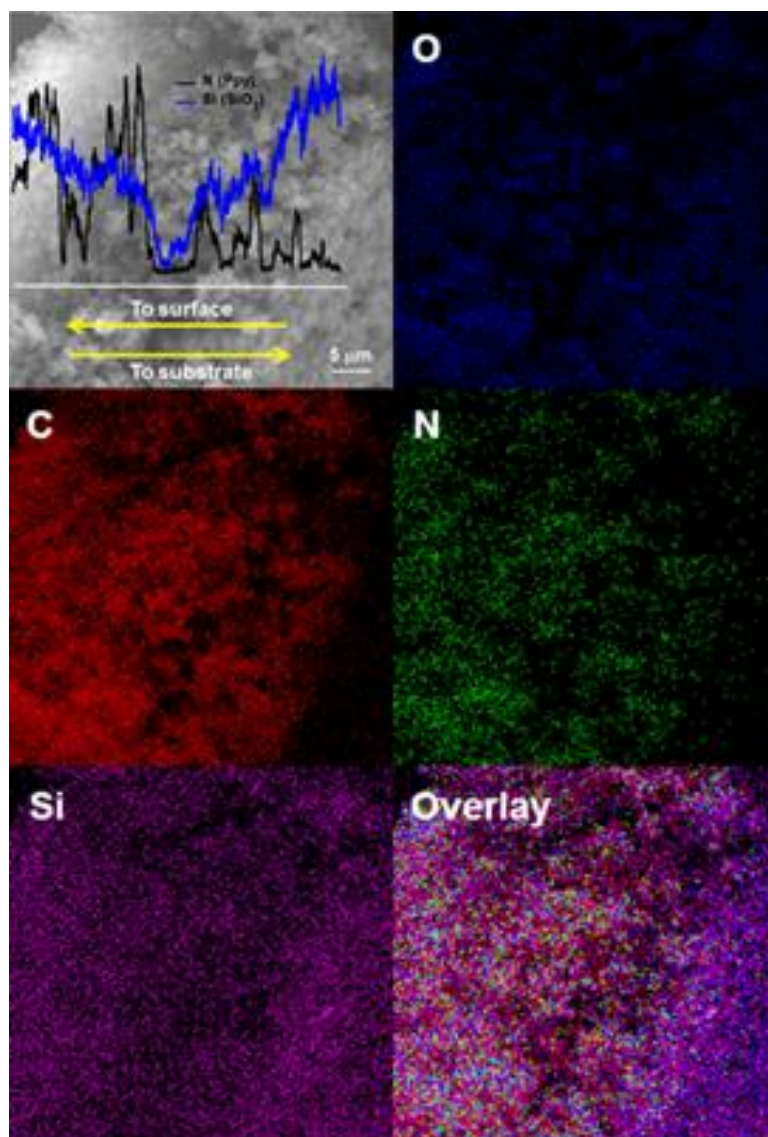 N (Ppy)
Si (SiO2)
To surface
5 μm
To substrate
O
C
N
Si
Overlay